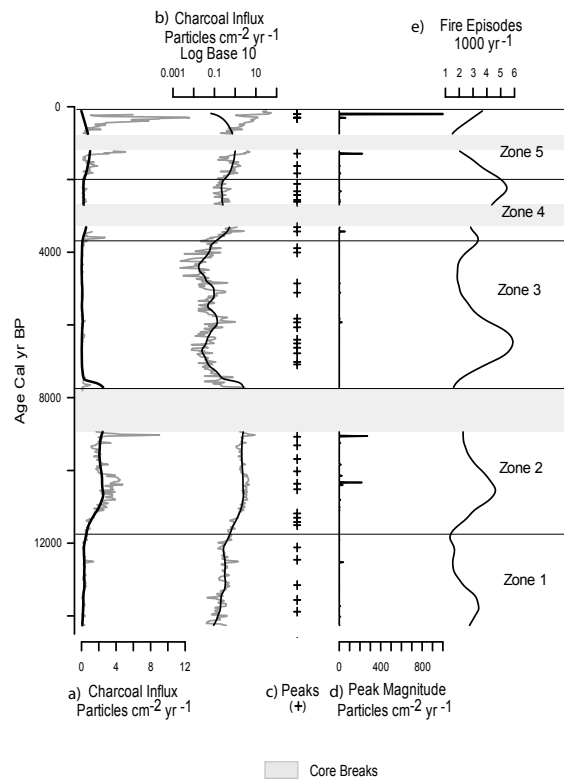 b) Charcoal Influx
Particles cm-2 yr -1
Log Base 10
0.001 0.1 10
e) Fire Episodes
1000 yr-1
1 2 3 4 5 6
0
4000
8000
12000
Age Cal yr BP
Zone 5
Zone 4
Zone 3
Zone 2
Zone 1
0 4 8 12
a) Charcoal Influx
Particles cm-2 yr -1
c) Peaks
(+)
0 400 800
d) Peak Magnitude
Particles cm-2 yr -1
Core Breaks